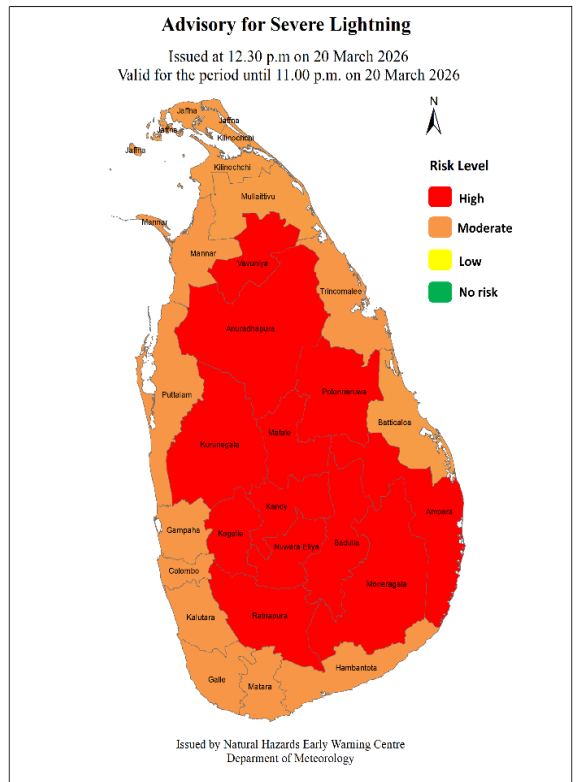 Advisory for Severe Lightning
Issued at 12.30 p.m on 20 March 2026
Valid for the period until 11.00 p.m. on 20 March 2026
N
Risk Level
High
Moderate
Low
No risk
Jaffna
Jaffna
Jaffna
Kilinochchi
Jaffna
Kilinochchi
Mullaittivu
Mannar
Mannar
Vavuniya
Trincomalee
Anuradhapura
Polonnaruwa
Puttalam
Batticaloa
Matale
Kurunegala
Kandy
Ampara
Gampaha
Kegalle
Badulla
Nuwara Eliya
Colombo
Moneragala
Kalutara
Ratnapura
Hambantota
Galle
Matara
Issued by Natural Hazards Early Warning Centre
Deparment of Meteorology